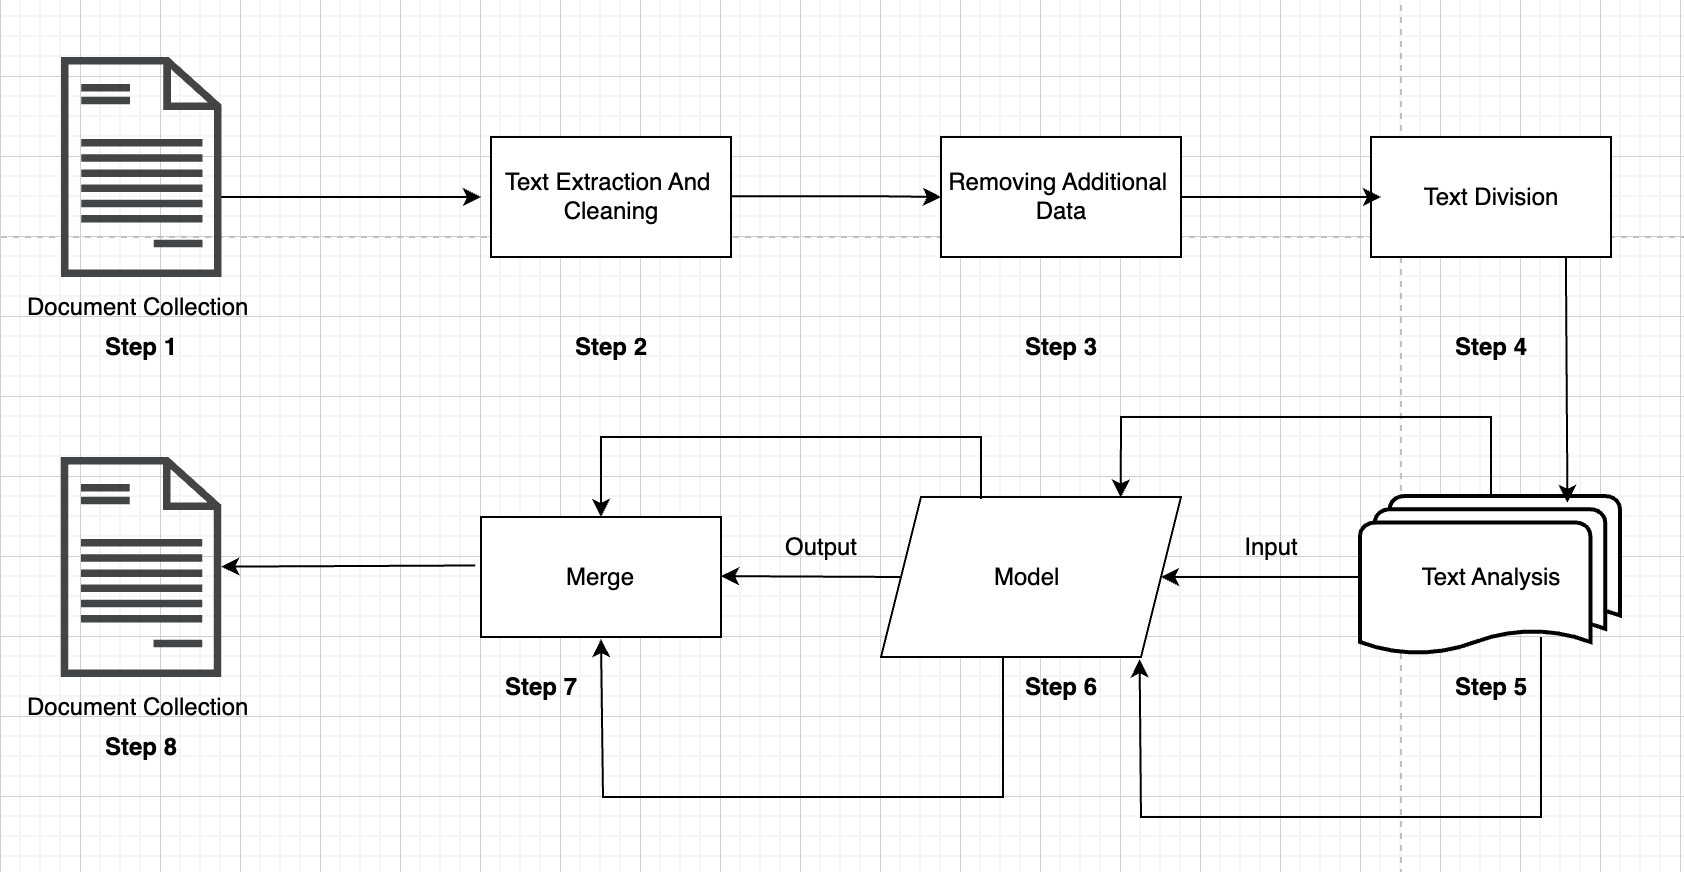 Text Extraction And
Cleaning
Removing Additional
Data
Text Division
Document Collection
Step 1
Step 2
Step 3
Step 4
Output
Input
Merge
Model
Text Analysis
Step 7
Step 6
Step 5
Document Collection
Step 8